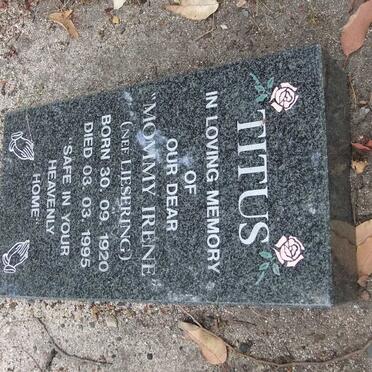 TITUS
IN LOVING MEMORY
OF
OUR DEAR
"MOMMY IRENE
(NEE LIESERING)
BORN 30. 09. 1920
DIED 03. 03. 1995
"SAFE IN YOUR
HEAVENLY
HOME"